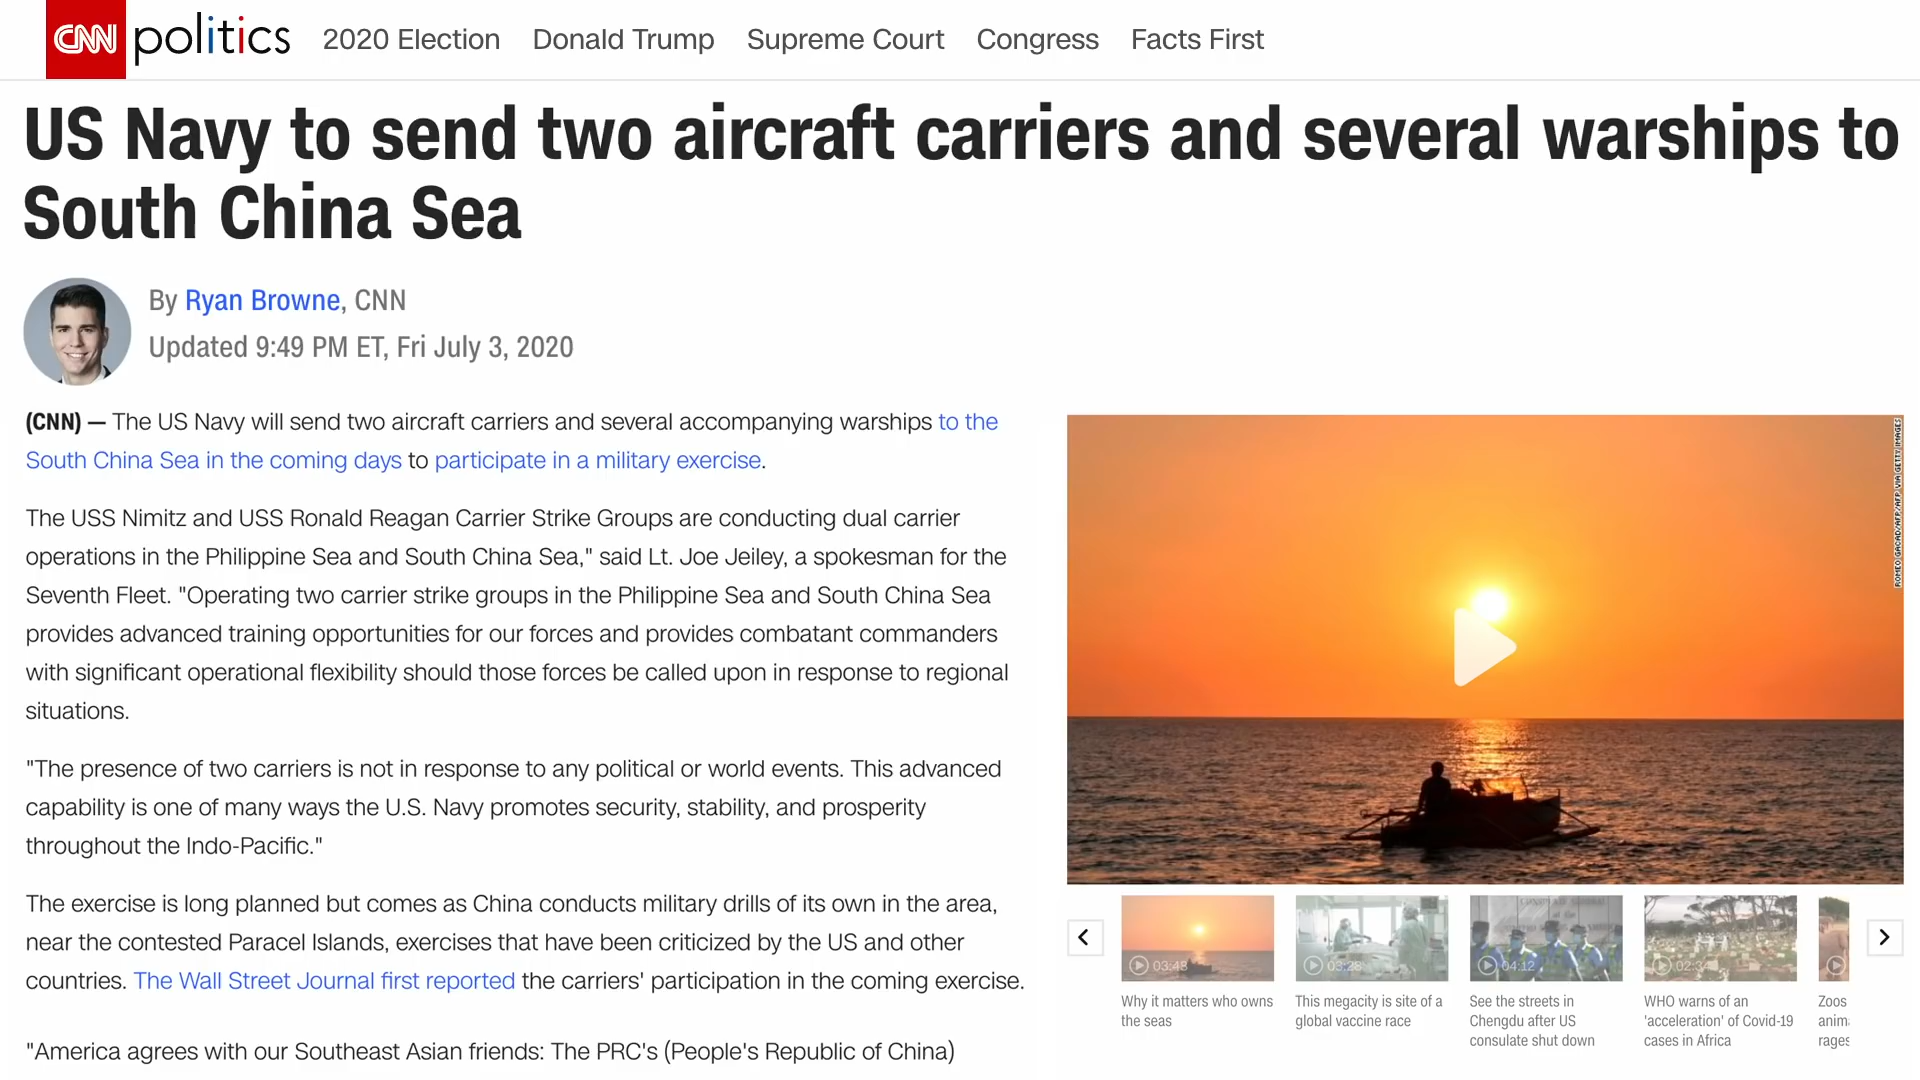 CNN politics 2020 Election Donald Trump Supreme Court Congress Facts First
US Navy to send two aircraft carriers and several warships to
South China Sea
By Ryan Browne, CNN
Updated 9:49 PM ET, Fri July 3, 2020
(CNN) — The US Navy will send two aircraft carriers and several accompanying warships to the
South China Sea in the coming days to participate in a military exercise.
The USS Nimitz and USS Ronald Reagan Carrier Strike Groups are conducting dual carrier
operations in the Philippine Sea and South China Sea," said Lt. Joe Jeiley, a spokesman for the
Seventh Fleet. "Operating two carrier strike groups in the Philippine Sea and South China Sea
provides advanced training opportunities for our forces and provides combatant commanders
with significant operational flexibility should those forces be called upon in response to regional
situations.
"The presence of two carriers is not in response to any political or world events. This advanced
capability is one of many ways the U.S. Navy promotes security, stability, and prosperity
throughout the Indo-Pacific."
The exercise is long planned but comes as China conducts military drills of its own in the area,
near the contested Paracel Islands, exercises that have been criticized by the US and other
countries. The Wall Street Journal first reported the carriers' participation in the coming exercise.
"America agrees with our Southeast Asian friends: The PRC's (People's Republic of China)
ROMEO GACAD/AFP/AFP VIA GETTY IMAGES
03:43
Why it matters who owns
the seas
03:28
This megacity is site of a
global vaccine race
04:12
See the streets in
Chengdu after US
consulate shut down
WHO warns of an
'acceleration' of Covid-19
cases in Africa
Zoos
rages